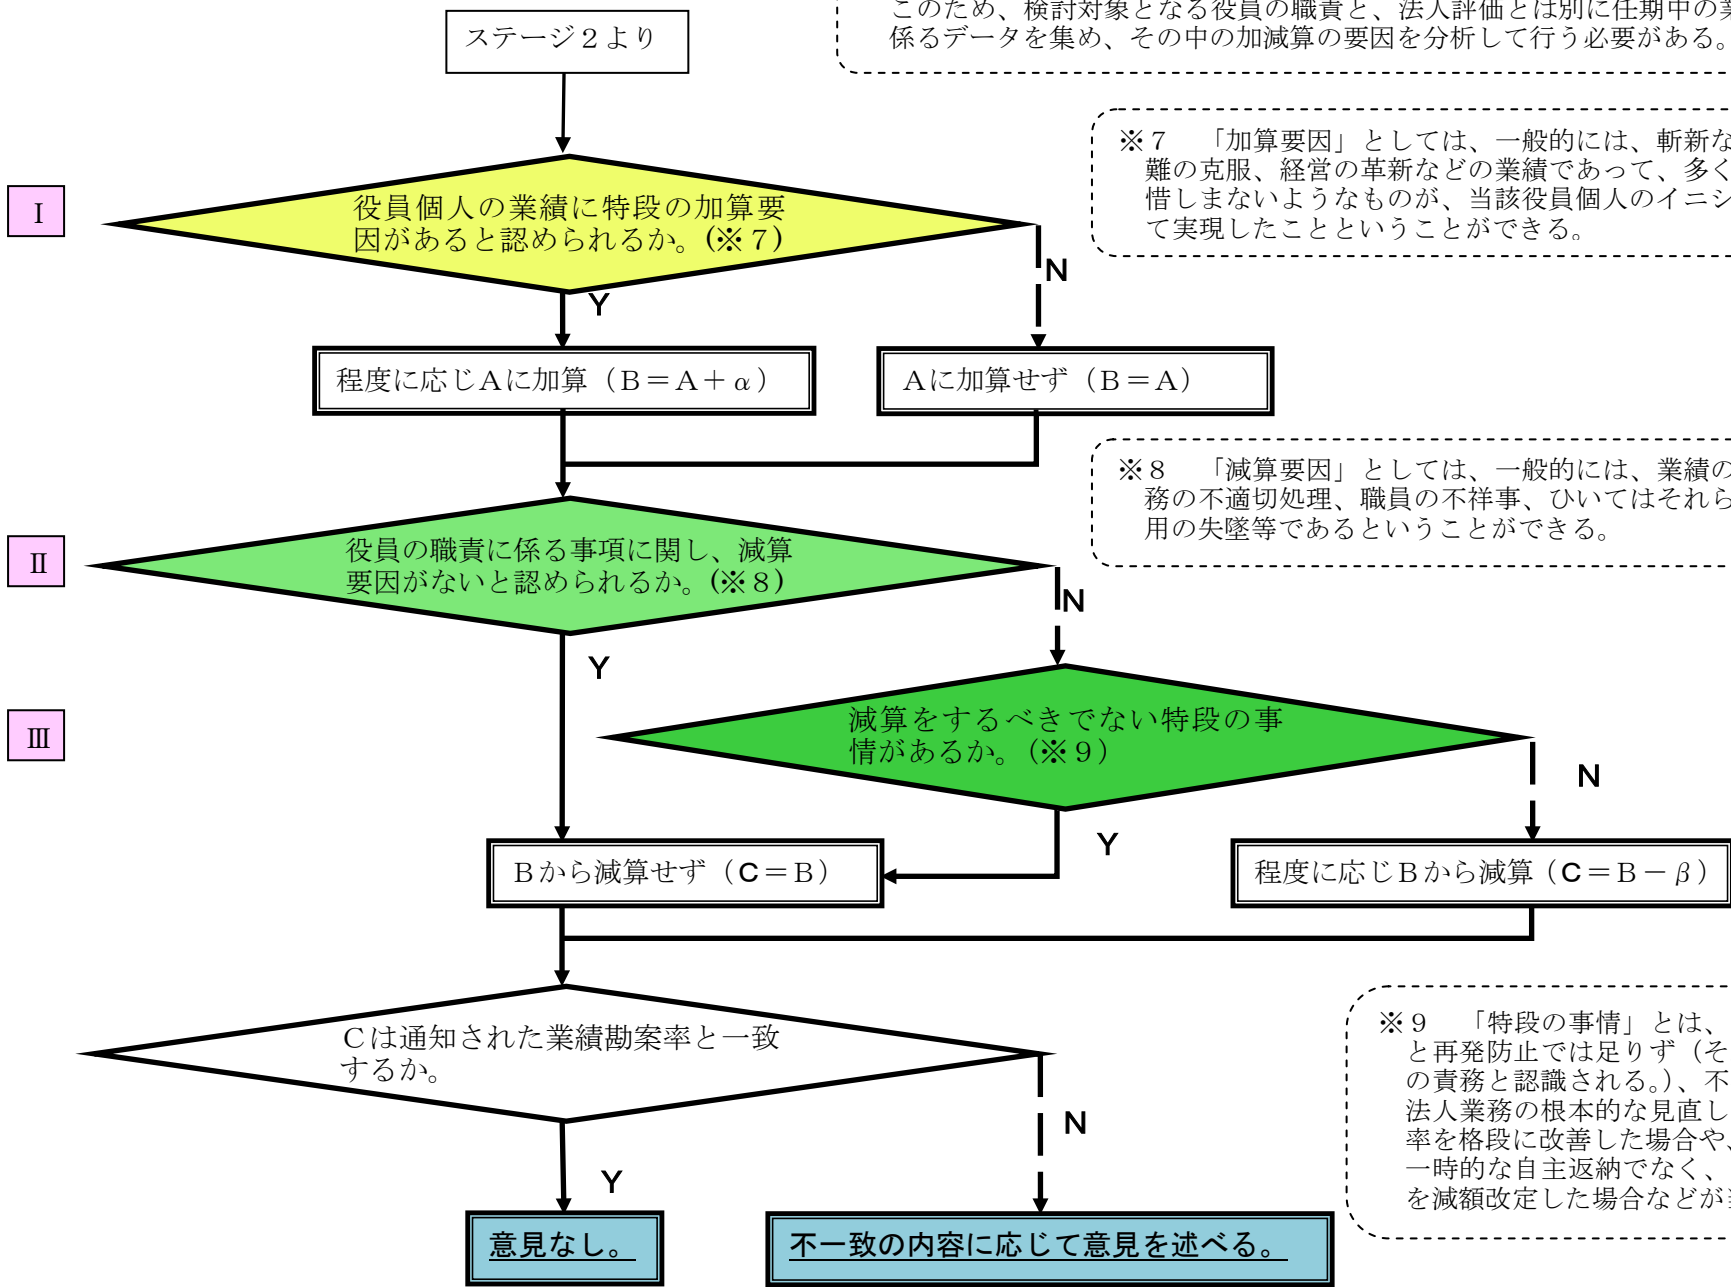 このため、検討対象となる役員の職責と、法人評価とは別に任期中の業
係るデータを集め、その中の加減算の要因を分析して行う必要がある。
ステージ２より
※７　「加算要因」としては、一般的には、斬新な
難の克服、経営の革新などの業績であって、多く
惜しまないようなものが、当該役員個人のイニシ
て実現したことということができる。
Ⅰ
役員個人の業績に特段の加算要
因があると認められるか。(※７)
N
Y
程度に応じＡに加算（Ｂ＝Ａ＋α）
Ａに加算せず（Ｂ＝Ａ）
※８　「減算要因」としては、一般的には、業績の
務の不適切処理、職員の不祥事、ひいてはそれら
用の失墜等であるということができる。
Ⅱ
役員の職責に係る事項に関し、減算
要因がないと認められるか。(※８)
N
Y
Ⅲ
減算をするべきでない特段の事
情があるか。(※９)
N
Y
Ｂから減算せず（Ｃ＝Ｂ）
程度に応じＢから減算（Ｃ＝Ｂ－β）
Ｃは通知された業績勘案率と一致
するか。
※９　「特段の事情」とは、
と再発防止では足りず（そ
の責務と認識される。）、不
法人業務の根本的な見直し
率を格段に改善した場合や、
一時的な自主返納でなく、
を減額改定した場合などが
N
Y
意見なし。
不一致の内容に応じて意見を述べる。